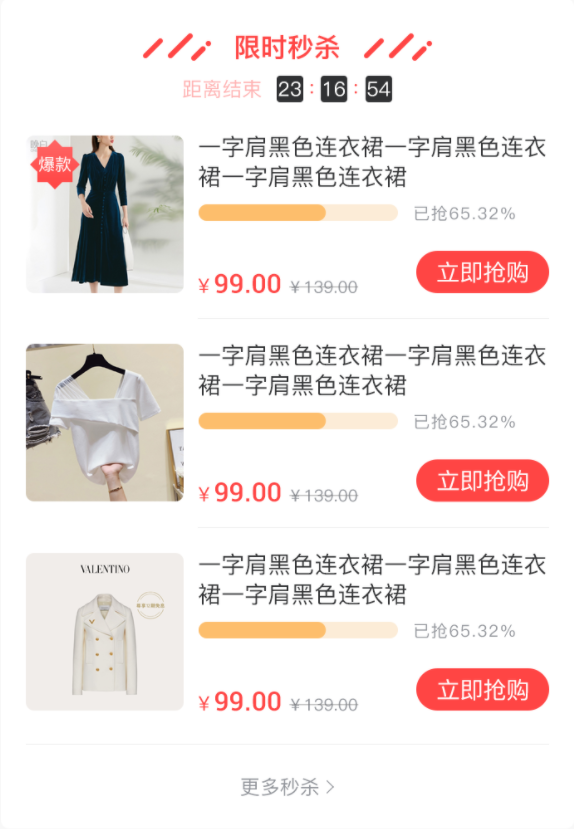 限时秒杀
距离结束 23 : 16 : 54
爆款
一字肩黑色连衣裙一字肩黑色连衣
裙一字肩黑色连衣裙
已抢65.32%
¥99.00 ¥139.00
立即抢购
一字肩黑色连衣裙一字肩黑色连衣
裙一字肩黑色连衣裙
已抢65.32%
¥99.00 ¥139.00
立即抢购
VALENTINO
一字肩黑色连衣裙一字肩黑色连衣
裙一字肩黑色连衣裙
已抢65.32%
¥99.00 ¥139.00
立即抢购
更多秒杀 >